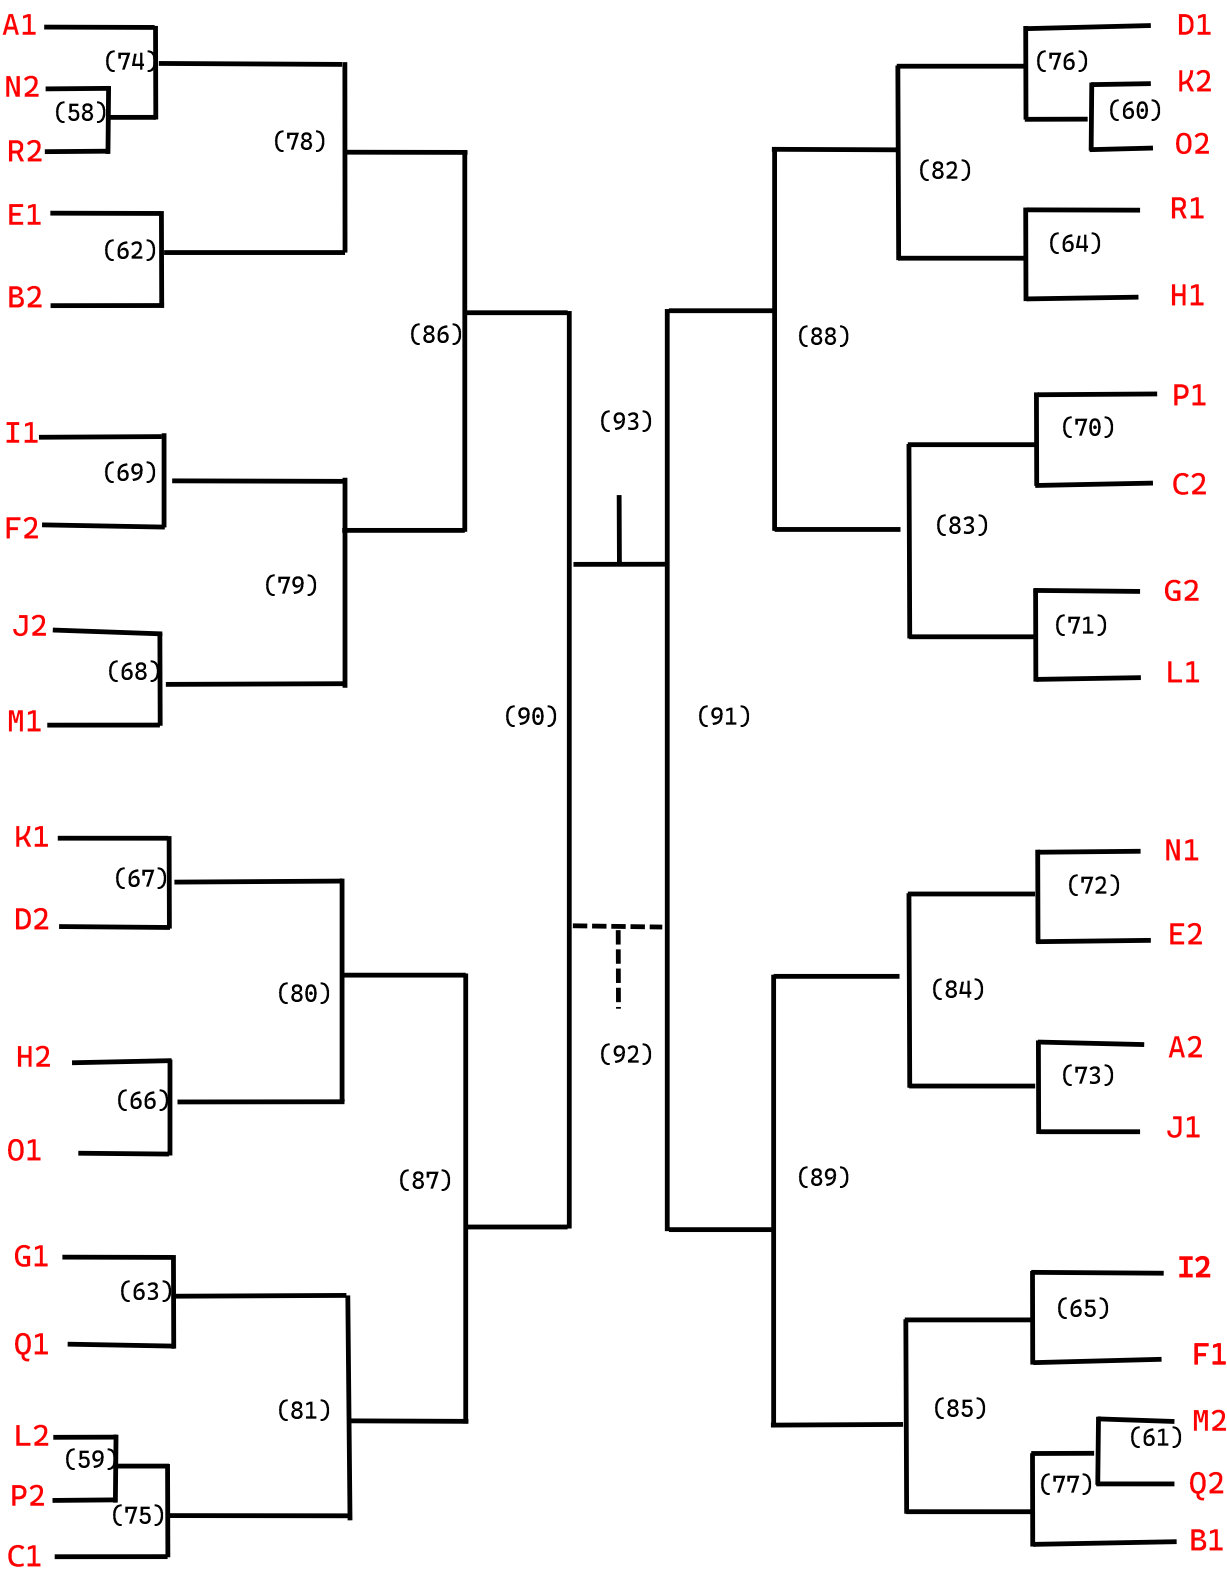 A1
(74)
N2
(58)
R2
(78)
E1
(62)
B2
(86)
I1
(69)
F2
(79)
J2
(68)
M1
(90)
K1
(67)
D2
(80)
H2
(66)
O1
(87)
G1
(63)
Q1
(81)
L2
(59)
P2
(75)
C1
(93)
(92)
D1
(76)
K2
(60)
O2
(82)
R1
(64)
H1
(88)
P1
(70)
C2
(83)
G2
(71)
L1
(91)
N1
(72)
E2
(84)
A2
(73)
J1
(89)
I2
(65)
F1
(85)
M2
(61)
(77)
Q2
B1